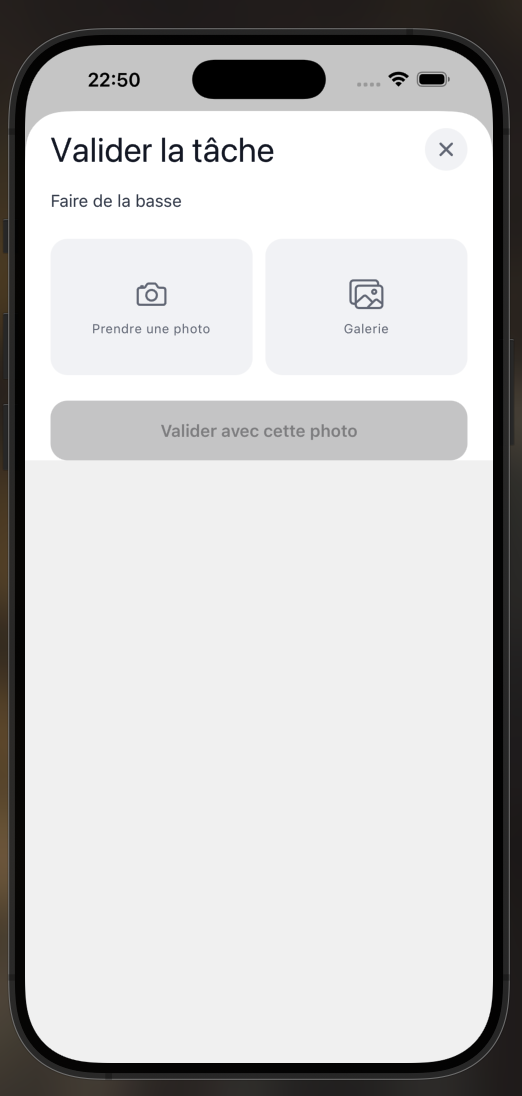 22:50
Valider la tâche
Faire de la basse
Prendre une photo
Galerie
Valider avec cette photo